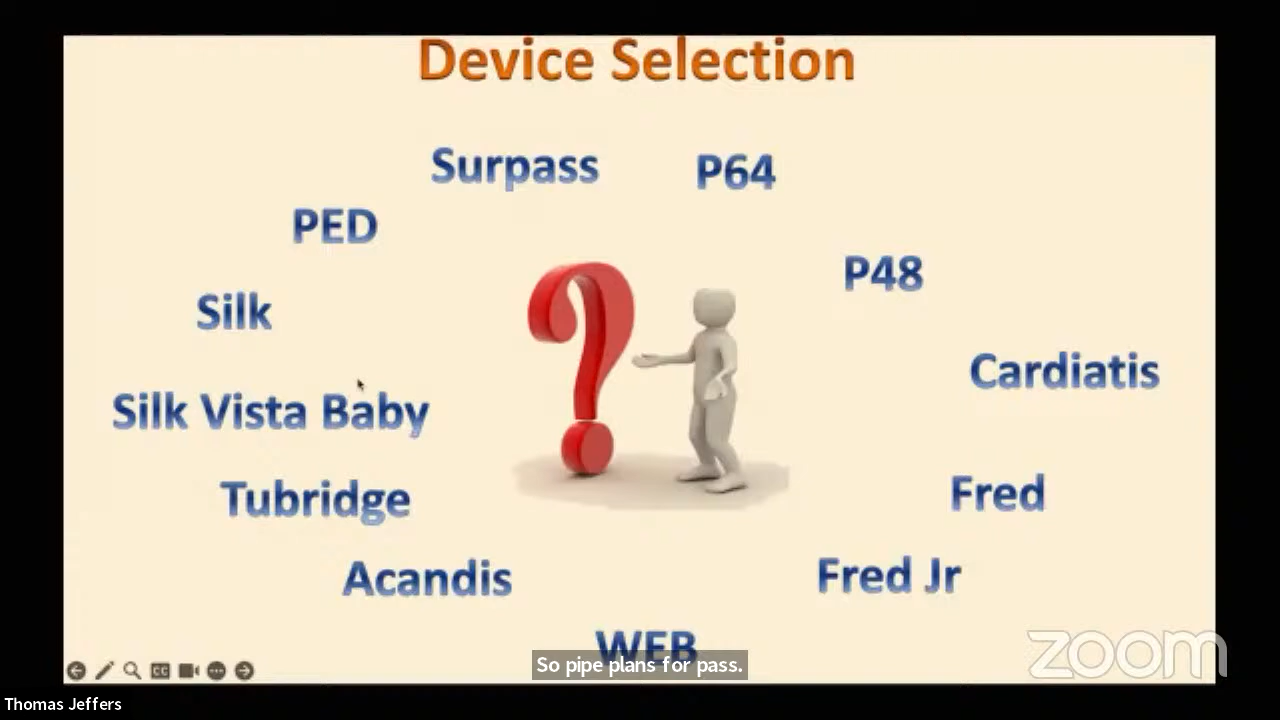 Device Selection
Surpass
P64
PED
P48
Silk
Cardiatis
Silk Vista Baby
Tubridge
Fred
Acandis
Fred Jr
WEB
So pipe plans for pass.
zoom
CC
Thomas Jeffers